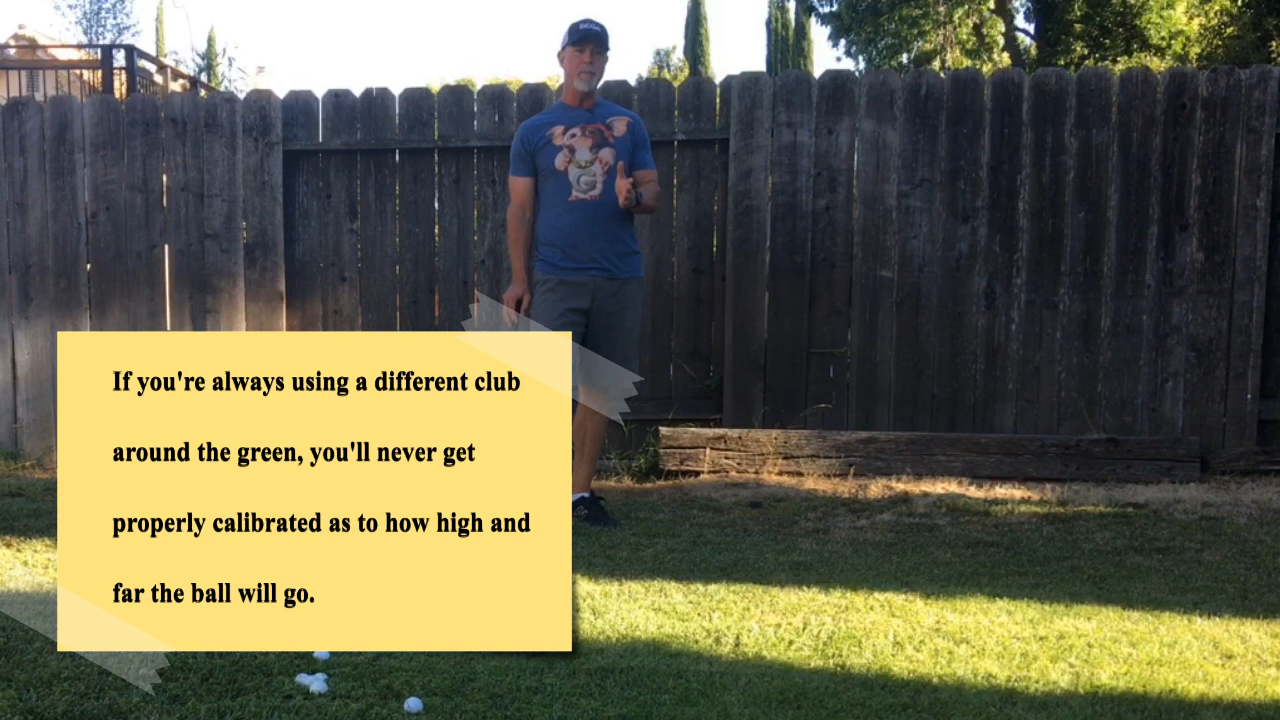 If you're always using a different club
around the green, you'll never get
properly calibrated as to how high and
far the ball will go.